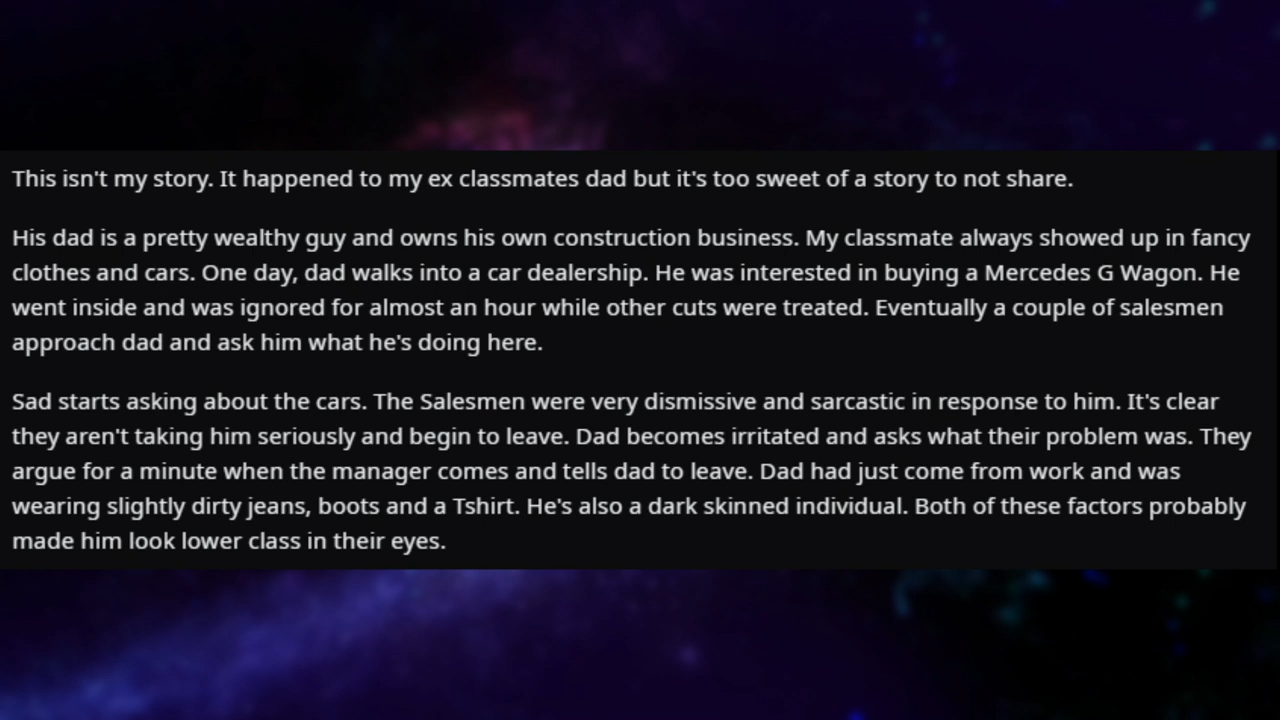 This isn't my story. It happened to my ex classmates dad but it's too sweet of a story to not share.
His dad is a pretty wealthy guy and owns his own construction business. My classmate always showed up in fancy
clothes and cars. One day, dad walks into a car dealership. He was interested in buying a Mercedes G Wagon. He
went inside and was ignored for almost an hour while other cuts were treated. Eventually a couple of salesmen
approach dad and ask him what he's doing here.
Sad starts asking about the cars. The Salesmen were very dismissive and sarcastic in response to him. It's clear
they aren't taking him seriously and begin to leave. Dad becomes irritated and asks what their problem was. They
argue for a minute when the manager comes and tells dad to leave. Dad had just come from work and was
wearing slightly dirty jeans, boots and a Tshirt. He's also a dark skinned individual. Both of these factors probably
made him look lower class in their eyes.